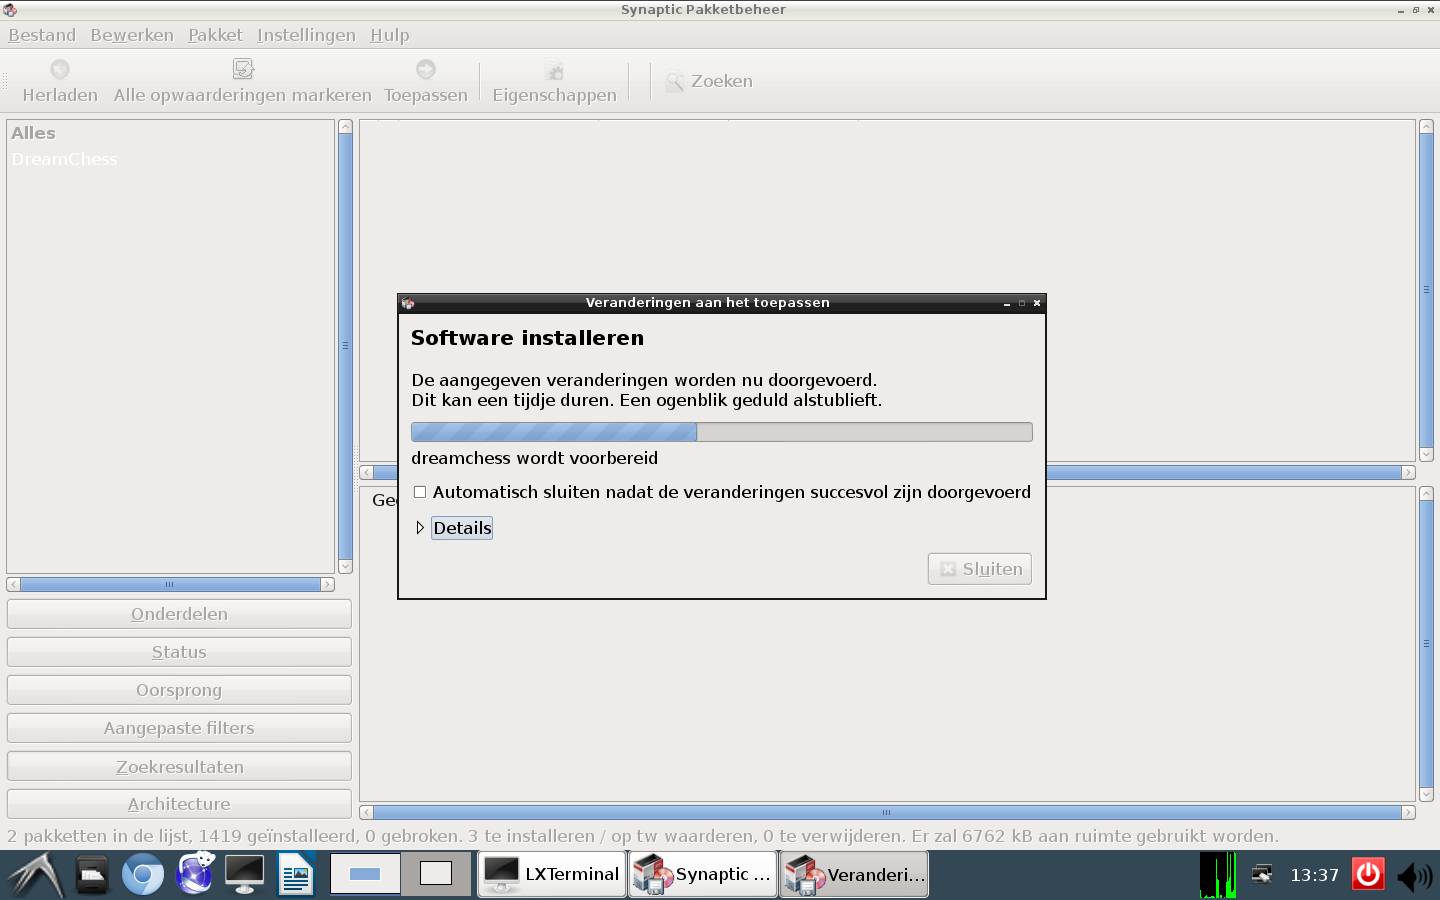 Synaptic Pakketbeheer
Bestand Bewerken Pakket Instellingen Hulp
Herladen Alle opwaarderingen markeren Toepassen Eigenschappen Zoeken
Alles
DreamChess
Veranderingen aan het toepassen
Software installeren
De aangegeven veranderingen worden nu doorgevoerd.
Dit kan een tijdje duren. Een ogenblik geduld alstublieft.
dreamchess wordt voorbereid
Automatisch sluiten nadat de veranderingen succesvol zijn doorgevoerd
Details
Sluiten
Onderdelen
Status
Oorsprong
Aangepaste filters
Zoekresultaten
Architecture
2 pakketten in de lijst, 1419 geïnstalleerd, 0 gebroken. 3 te installeren / op tw waarderen, 0 te verwijderen. Er zal 6762 kB aan ruimte gebruikt worden.
LXTerminal Synaptic ... Veranderi... 13:37